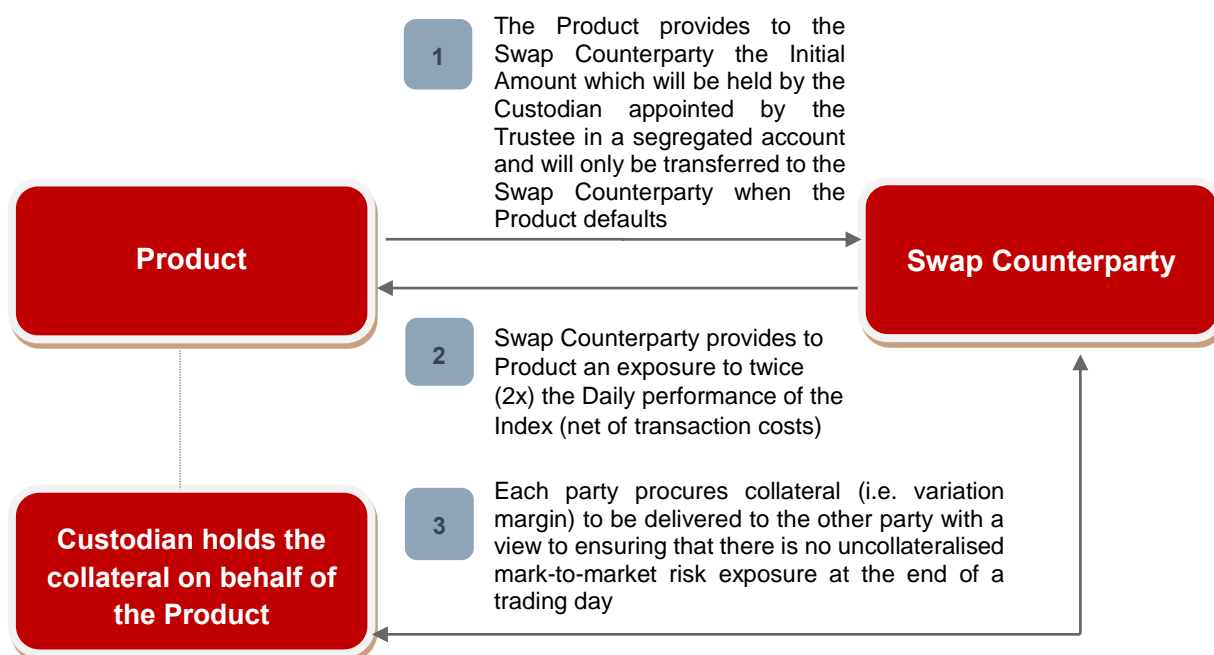 1
The Product provides to the
Swap Counterparty the Initial
Amount which will be held by the
Custodian appointed by the
Trustee in a segregated account
and will only be transferred to the
Swap Counterparty when the
Product defaults
Product
Swap Counterparty
2
Swap Counterparty provides to
Product an exposure to twice
(2x) the Daily performance of the
Index (net of transaction costs)
Custodian holds the
collateral on behalf of
the Product
3
Each party procures collateral (i.e. variation
margin) to be delivered to the other party with a
view to ensuring that there is no uncollateralised
mark-to-market risk exposure at the end of a
trading day